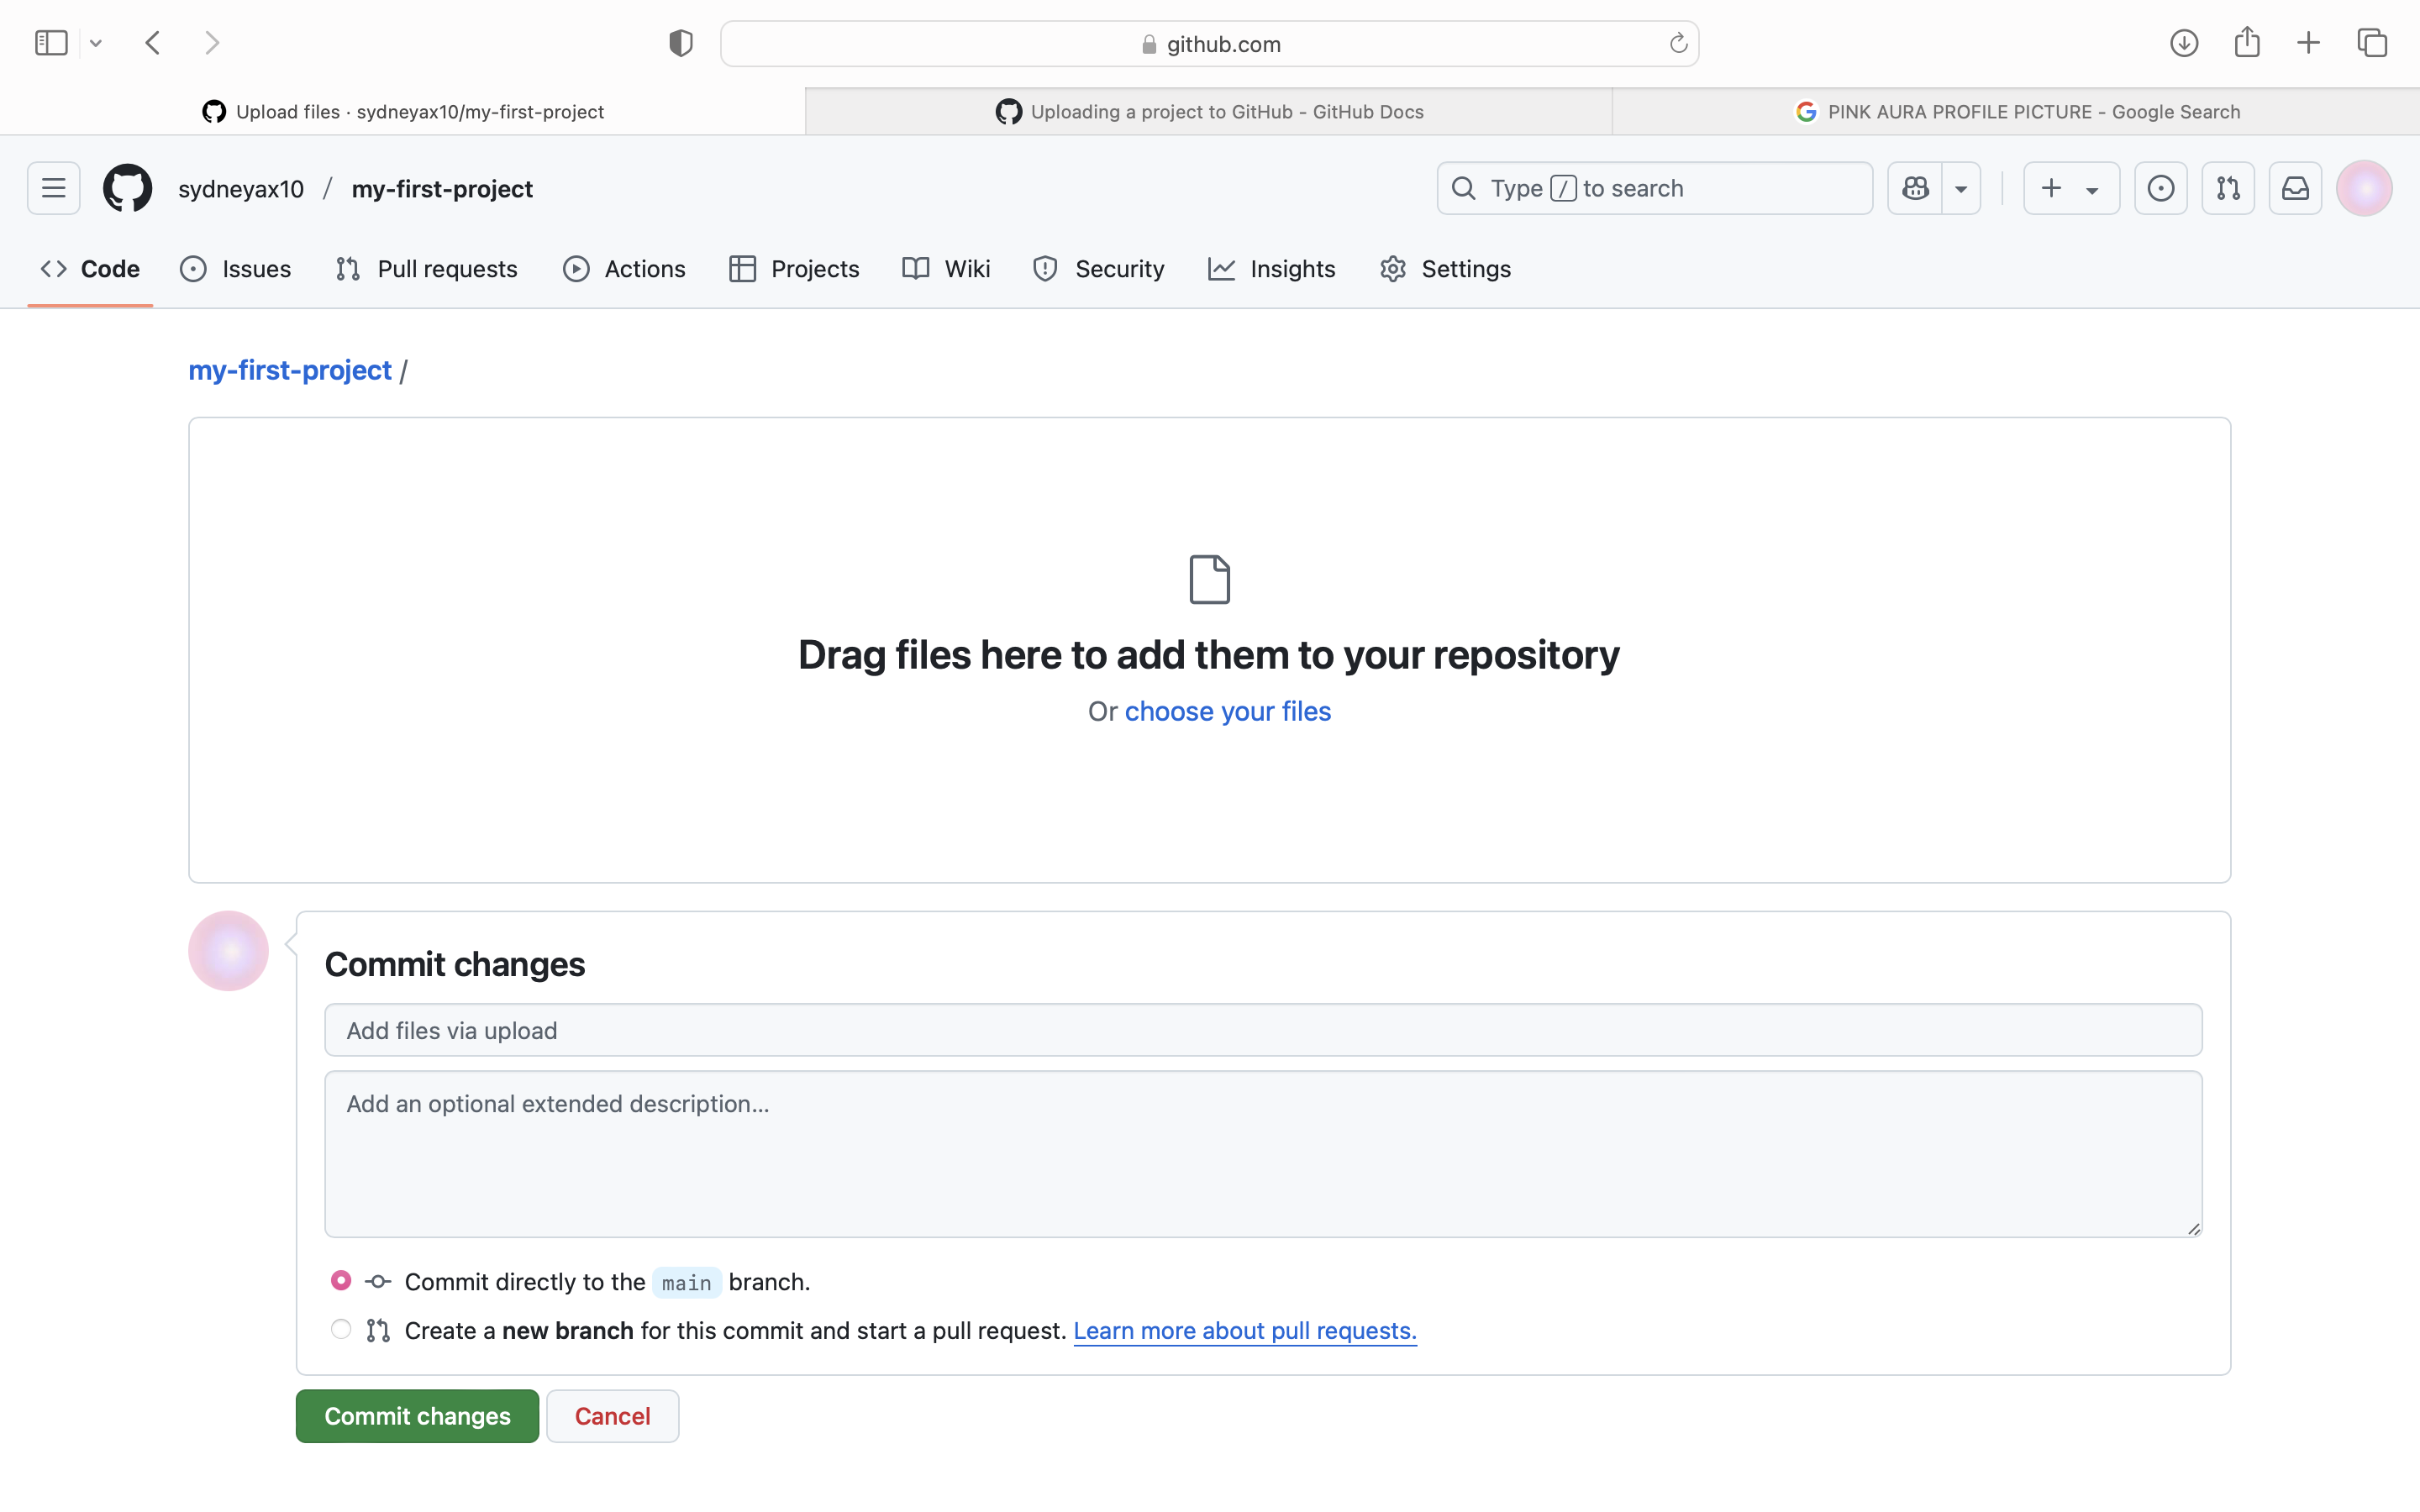 github.com
Upload files · sydneyax10/my-first-project
Uploading a project to GitHub - GitHub Docs
PINK AURA PROFILE PICTURE - Google Search
sydneyax10 / my-first-project
Type / to search
Code
Issues
Pull requests
Actions
Projects
Wiki
Security
Insights
Settings
my-first-project /
Drag files here to add them to your repository
Or choose your files
Commit changes
Add files via upload
Add an optional extended description...
Commit directly to the main branch.
Create a new branch for this commit and start a pull request. Learn more about pull requests.
Commit changes
Cancel